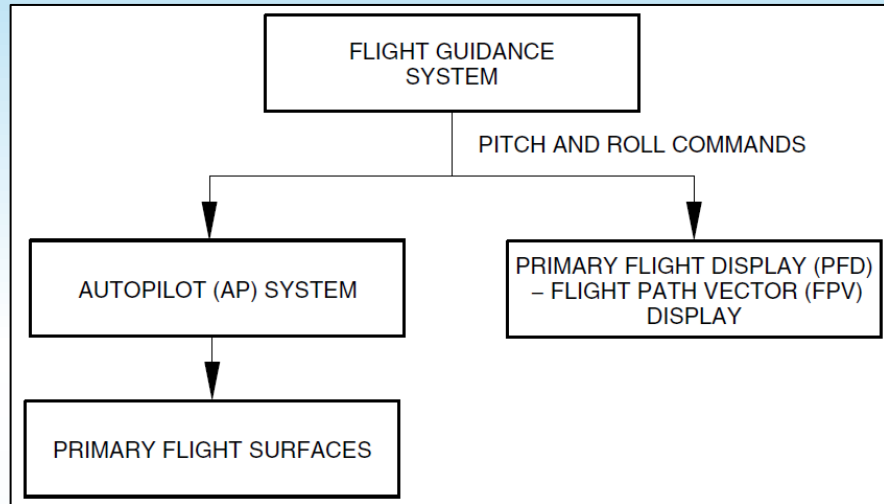 FLIGHT GUIDANCE
SYSTEM
PITCH AND ROLL COMMANDS
AUTOPILOT (AP) SYSTEM
PRIMARY FLIGHT DISPLAY (PFD)
– FLIGHT PATH VECTOR (FPV)
DISPLAY
PRIMARY FLIGHT SURFACES